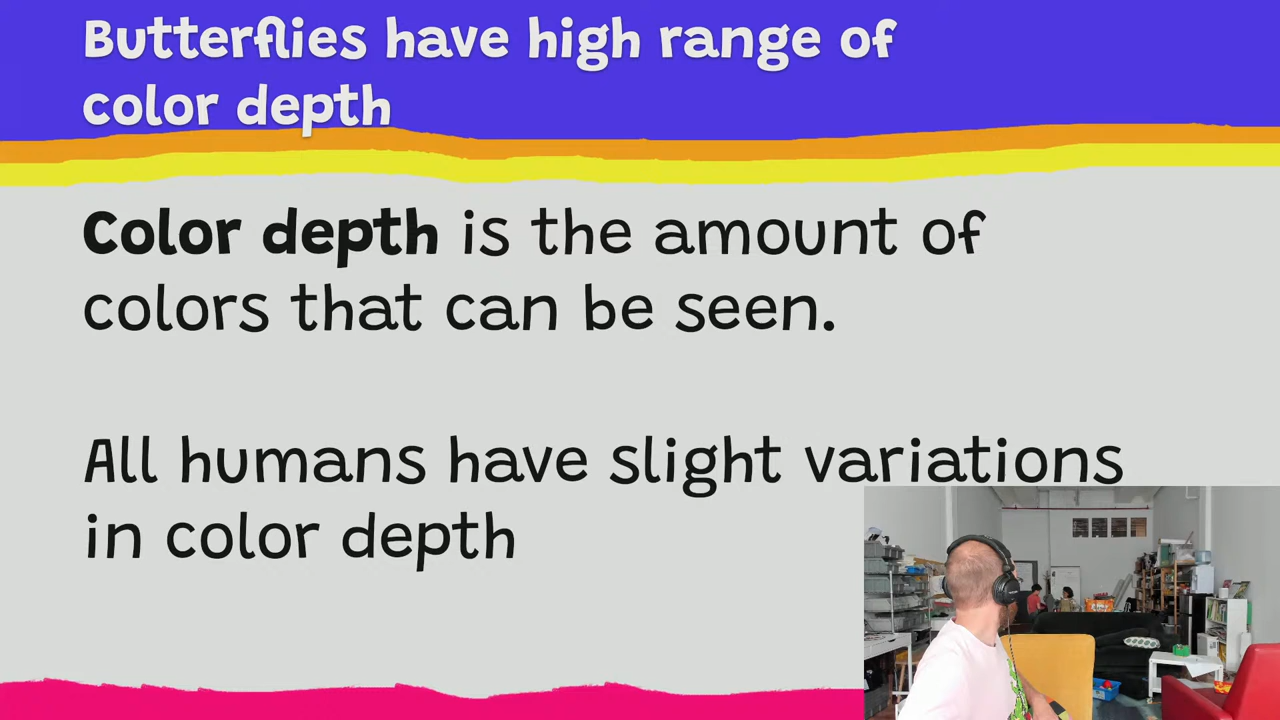 Butterflies have high range of
color depth
Color depth is the amount of
colors that can be seen.
All humans have slight variations
in color depth